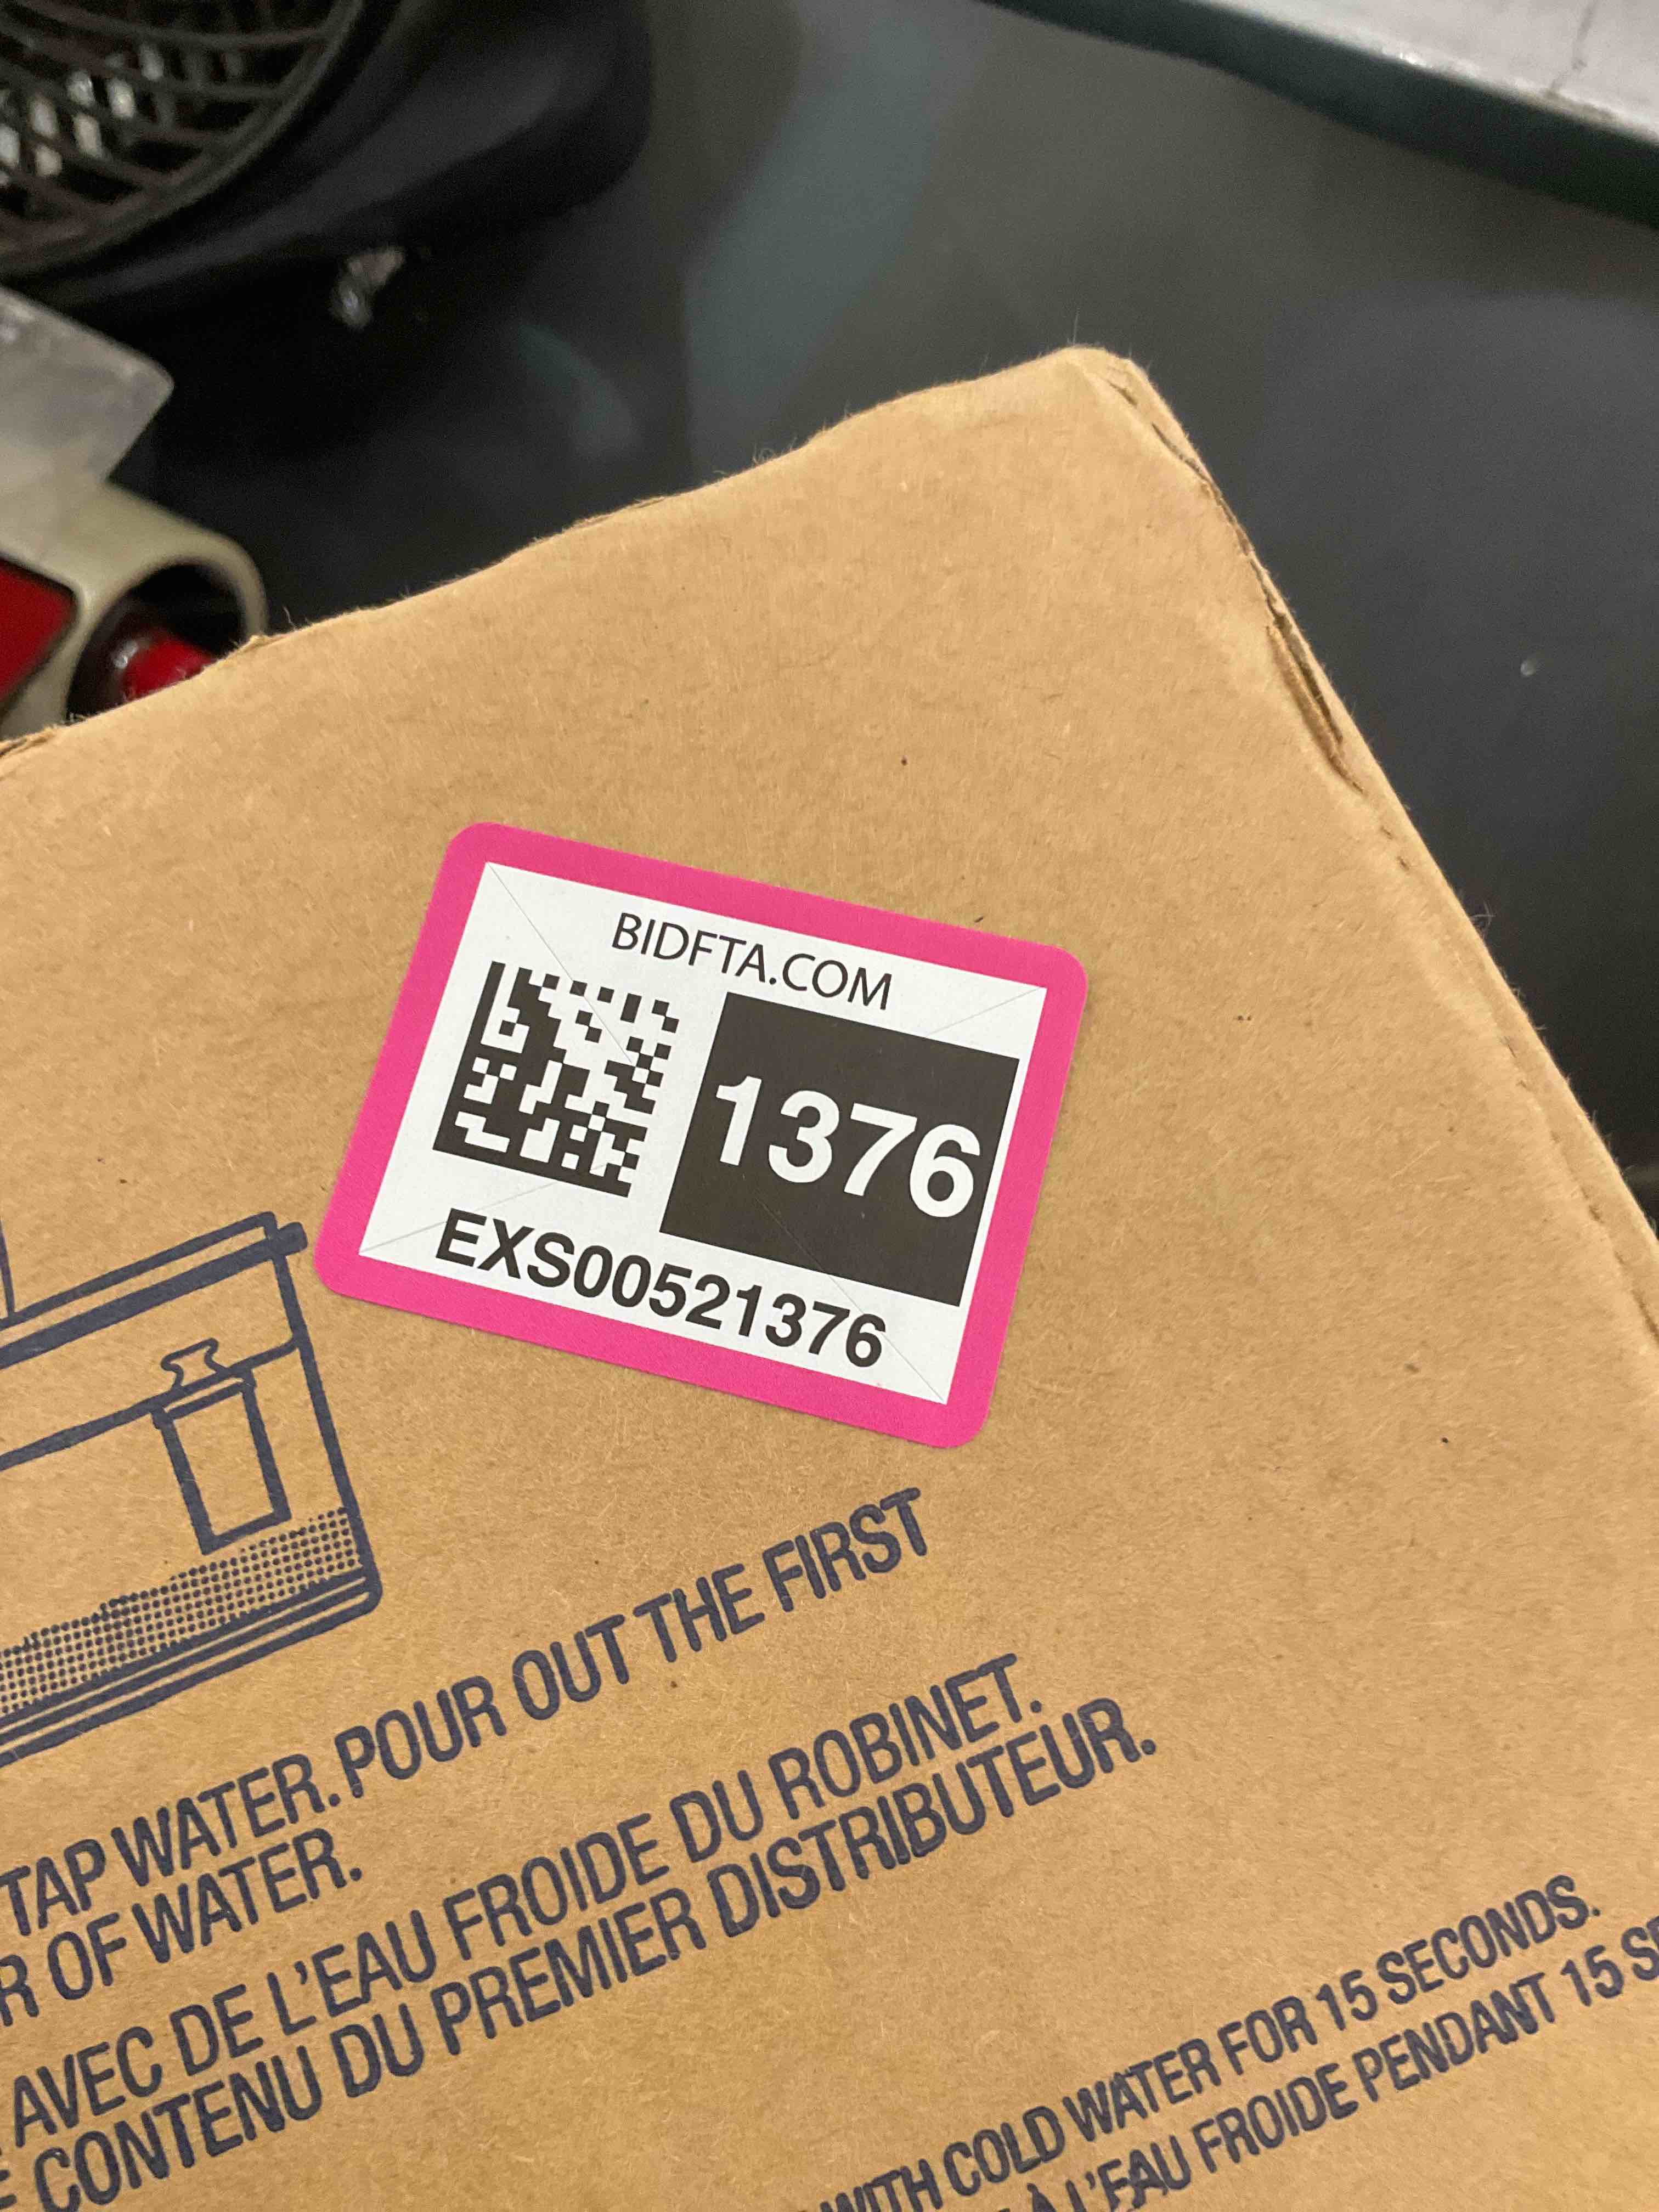 BIDFTA.COM
1376
EXS00521376
TAP WATER. POUR OUT THE FIRST
OF WATER.
AVEC DE L'EAU FROIDE DU ROBINET.
CONTENU DU PREMIER DISTRIBUTEUR.
WITH COLD WATER FOR 15 SECONDS.
À L'EAU FROIDE PENDANT 15